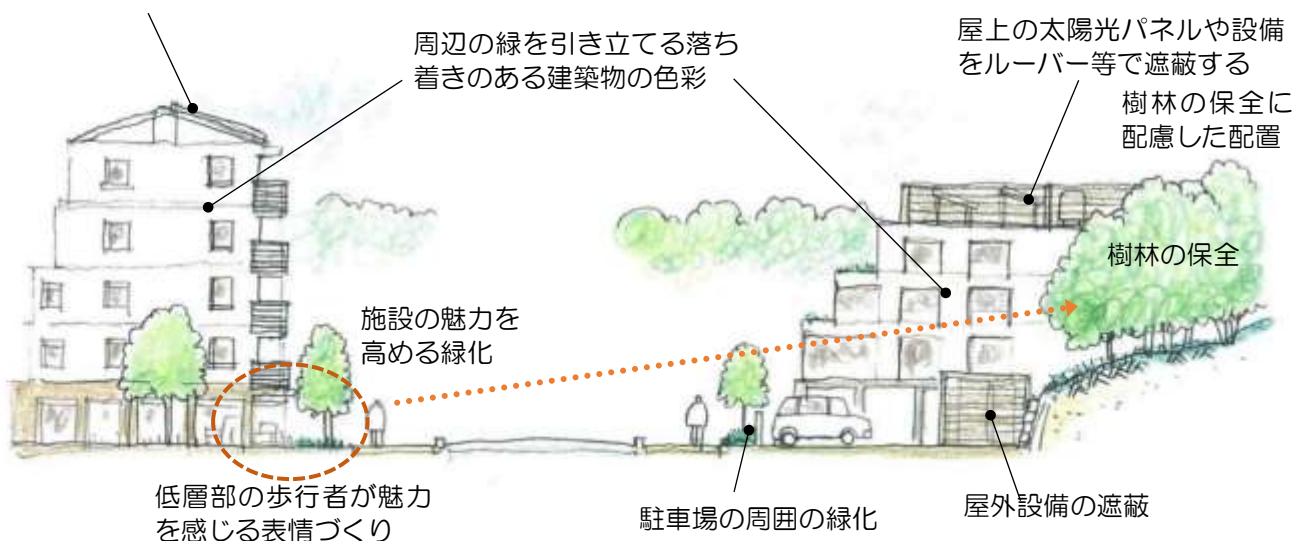 周辺の緑を引き立てる落ち
着きのある建築物の色彩
屋上の太陽光パネルや設備
をルーバー等で遮蔽する
樹林の保全に
配慮した配置
樹林の保全
施設の魅力を
高める緑化
低層部の歩行者が魅力
を感じる表情づくり
駐車場の周囲の緑化
屋外設備の遮蔽